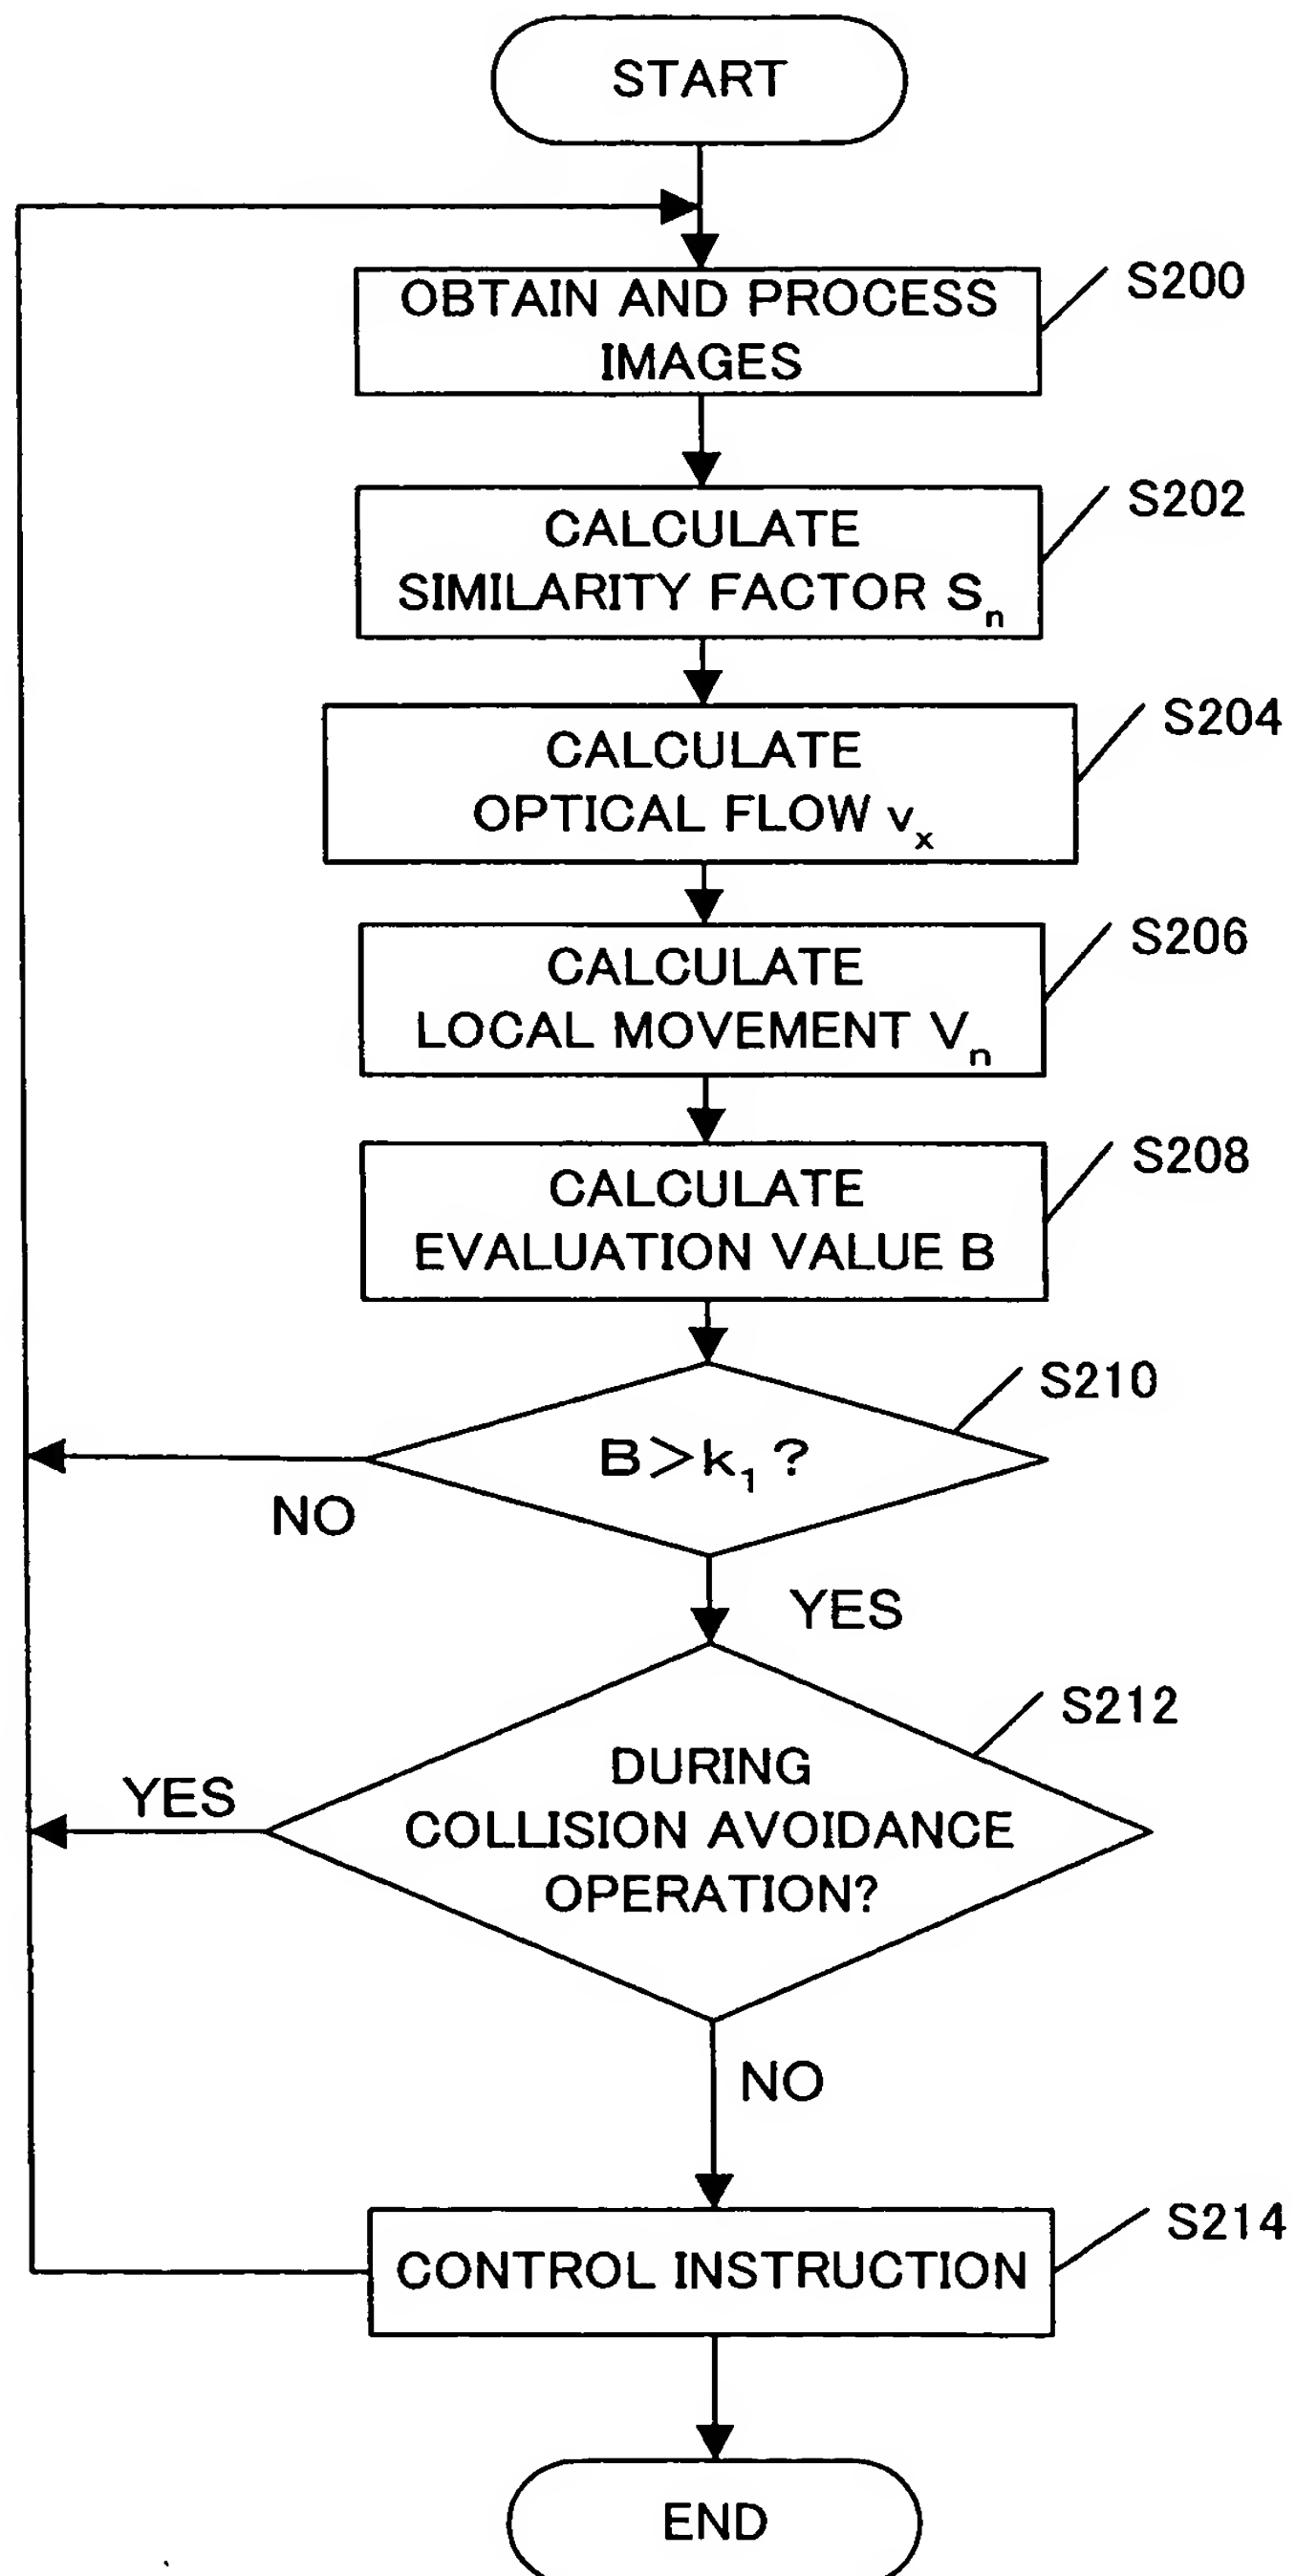 START
OBTAIN AND PROCESS
IMAGES
S200
CALCULATE
SIMILARITY FACTOR Sₙ
S202
CALCULATE
OPTICAL FLOW vₓ
S204
CALCULATE
LOCAL MOVEMENT Vₙ
S206
CALCULATE
EVALUATION VALUE B
S208
B>k₁?
S210
NO
YES
DURING
COLLISION AVOIDANCE
OPERATION?
S212
YES
NO
CONTROL INSTRUCTION
S214
END